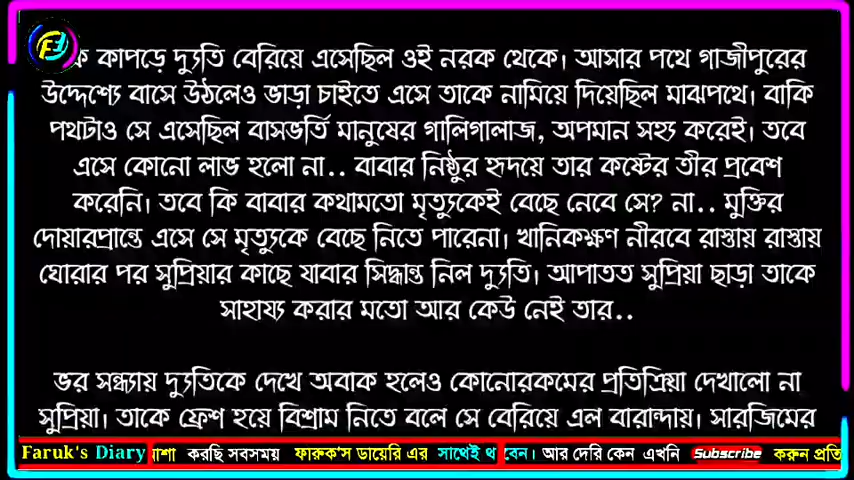 কাপড়ে দ্যুতি বেরিয়ে এসেছিল ওই নরক থেকে। আসার পথে গাজীপুরের
উদ্দেশ্যে বাসে উঠলেও ভাড়া চাইতে এসে তাকে নামিয়ে দিয়েছিল মাঝপথে। বাকি
পথটাও সে এসেছিল বাসভর্তি মানুষের গালিগালাজ, অপমান সহ্য করেই। তবে
এসে কোনো লাভ হলো না.. বাবার নিষ্ঠুর হৃদয়ে তার কষ্টের তীর প্রবেশ
করেনি। তবে কি বাবার কথামতো মৃত্যুকেই বেছে নেবে সে? না.. মুক্তির
দোয়ারপ্রান্তে এসে সে মৃত্যুকে বেছে নিতে পারেনা। খানিকক্ষণ নীরবে রাস্তায় রাস্তায়
ঘোরার পর সুপ্রিয়ার কাছে যাবার সিদ্ধান্ত নিল দ্যুতি। আপাতত সুপ্রিয়া ছাড়া তাকে
সাহায্য করার মতো আর কেউ নেই তার..
ভর সন্ধ্যায় দ্যুতিকে দেখে অবাক হলেও কোনোরকমের প্রতিক্রিয়া দেখালো না
সুপ্রিয়া। তাকে ফ্রেশ হয়ে বিশ্রাম নিতে বলে সে বেরিয়ে এল বারান্দায়। সারজিমের
Faruk's Diary করছি সবসময় ফারুক'স ডায়েরি এর সাথেই থ বেন। আর দেরি কেন এখনি Subscribe করুন প্রতি